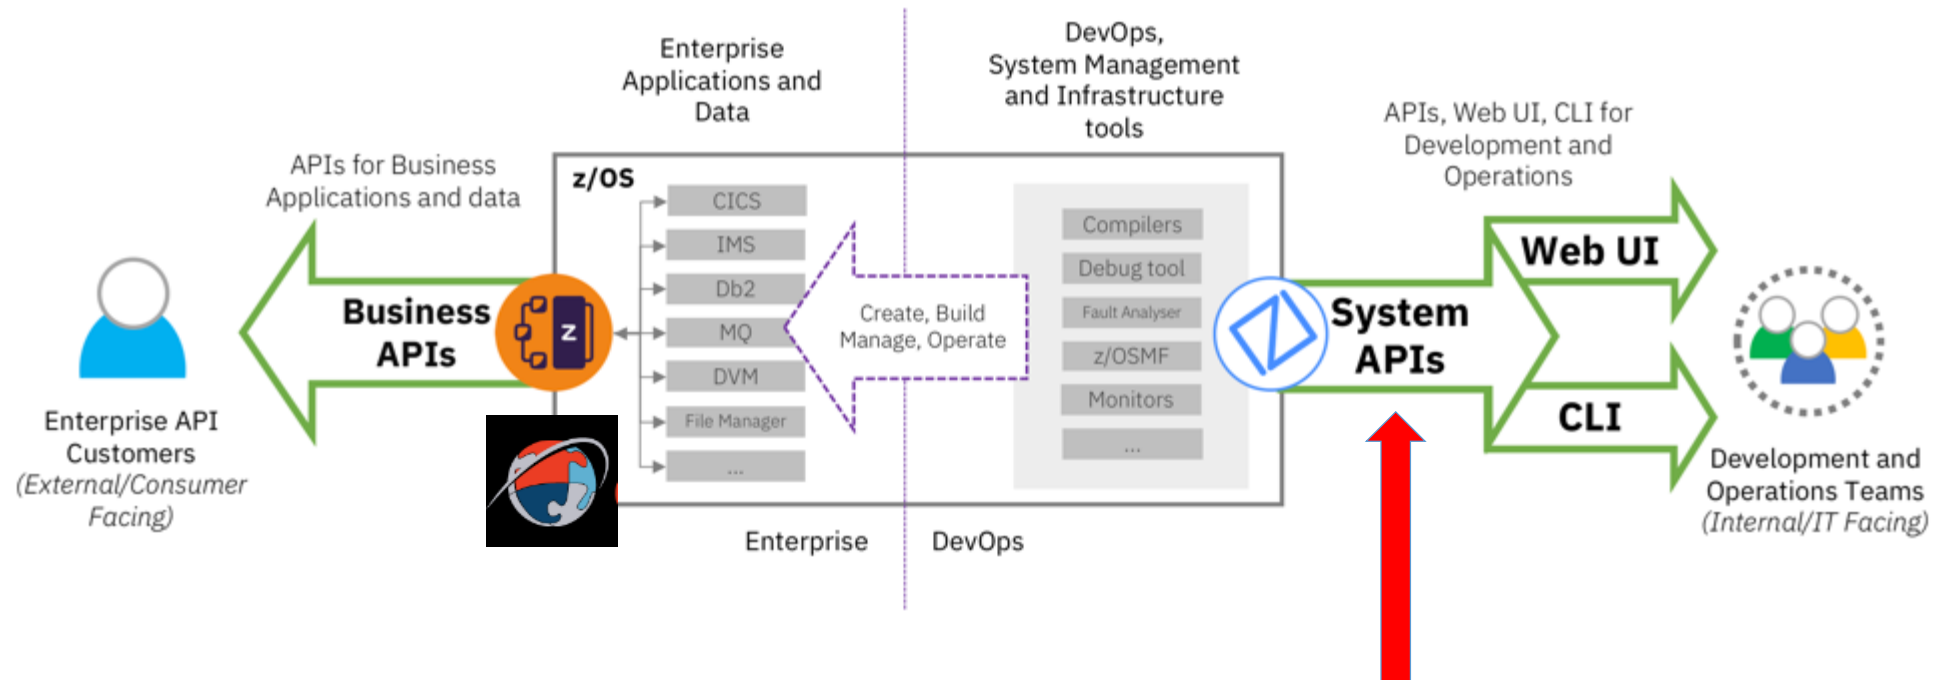 Enterprise
Applications and
Data
DevOps,
System Management
and Infrastructure
tools
APIs for Business
Applications and data
APIs, Web UI, CLI for
Development and
Operations
z/OS
CICS
IMS
Db2
MQ
DVM
File Manager
...
Create, Build
Manage, Operate
Compilers
Debug tool
Fault Analyser
z/OSMF
Monitors
...
Business
APIs
z
System
APIs
Web UI
CLI
Enterprise API
Customers
(External/Consumer
Facing)
Development and
Operations Teams
(Internal/IT Facing)
Enterprise
DevOps